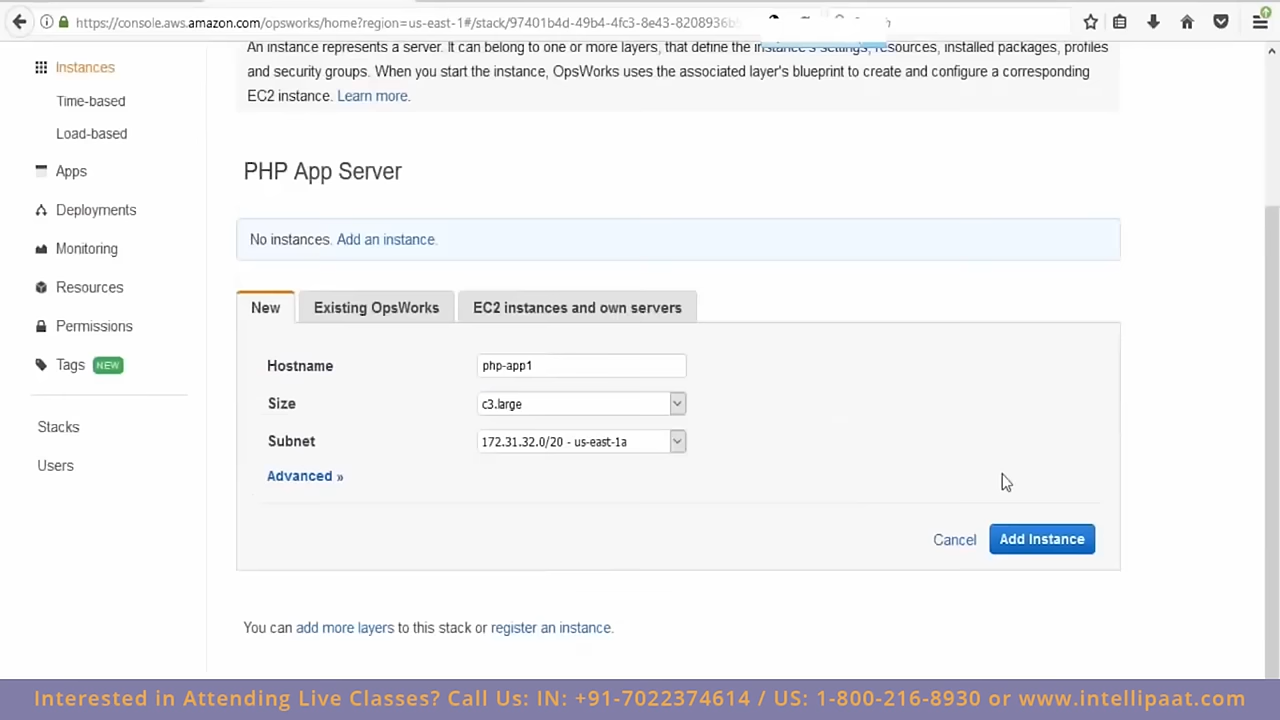 https://console.aws.amazon.com/opsworks/home?region=us-east-1#/stack/97401b4d-49b4-4fc3-8e43-8208936b
An instance represents a server. It can belong to one or more layers, that define the instance's settings, resources, installed packages, profiles
and security groups. When you start the instance, OpsWorks uses the associated layer's blueprint to create and configure a corresponding
EC2 instance. Learn more.
Instances
Time-based
Load-based
Apps
Deployments
Monitoring
Resources
Permissions
Tags NEW
Stacks
Users
PHP App Server
No instances. Add an instance.
New Existing OpsWorks EC2 instances and own servers
Hostname php-app1
Size c3.large
Subnet 172.31.32.0/20 - us-east-1a
Advanced »
Cancel Add Instance
You can add more layers to this stack or register an instance.
Interested in Attending Live Classes? Call Us: IN: +91-7022374614 / US: 1-800-216-8930 or www.intellipaat.com